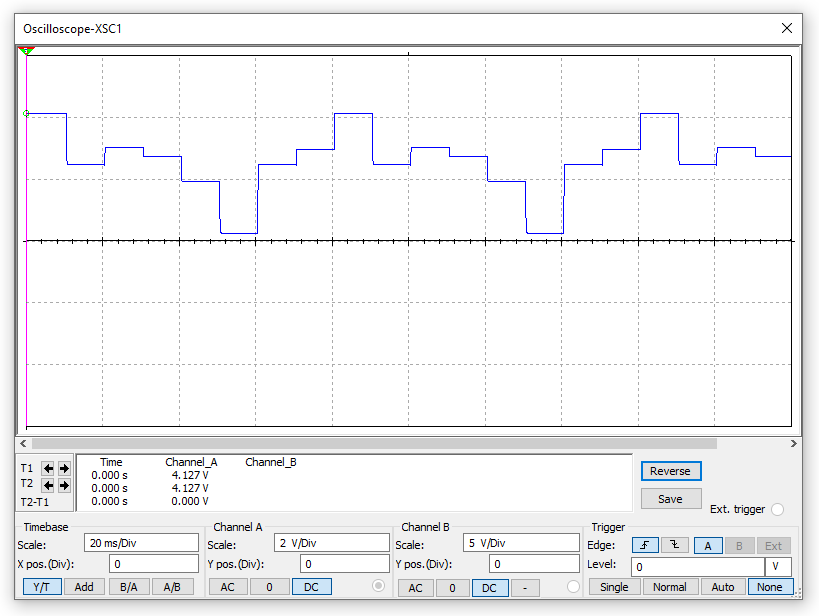 Oscilloscope-XSC1
Time Channel_A Channel_B
T1 0.000 s 4.127 V
T2 0.000 s 4.127 V
T2-T1 0.000 s 0.000 V
Reverse
Save
Ext. trigger
Timebase
Scale: 20 ms/Div
X pos.(Div): 0
Y/T Add B/A A/B
Channel A
Scale: 2 V/Div
Y pos.(Div): 0
AC 0 DC
Channel B
Scale: 5 V/Div
Y pos.(Div): 0
AC 0 DC -
Trigger
Edge: A B Ext
Level: 0 V
Single Normal Auto None